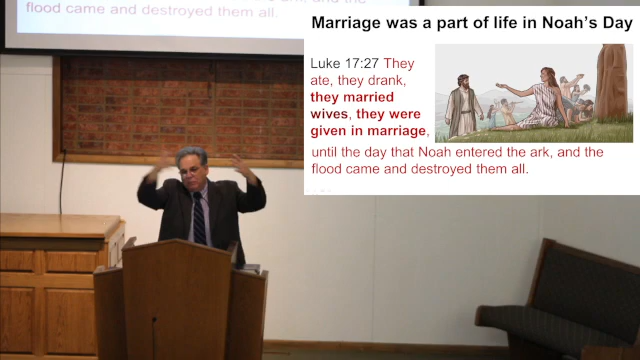 flood came and destroyed them all.
Marriage was a part of life in Noah's Day
Luke 17:27 They
ate, they drank,
they married
wives, they were
given in marriage,
until the day that Noah entered the ark, and the
flood came and destroyed them all.